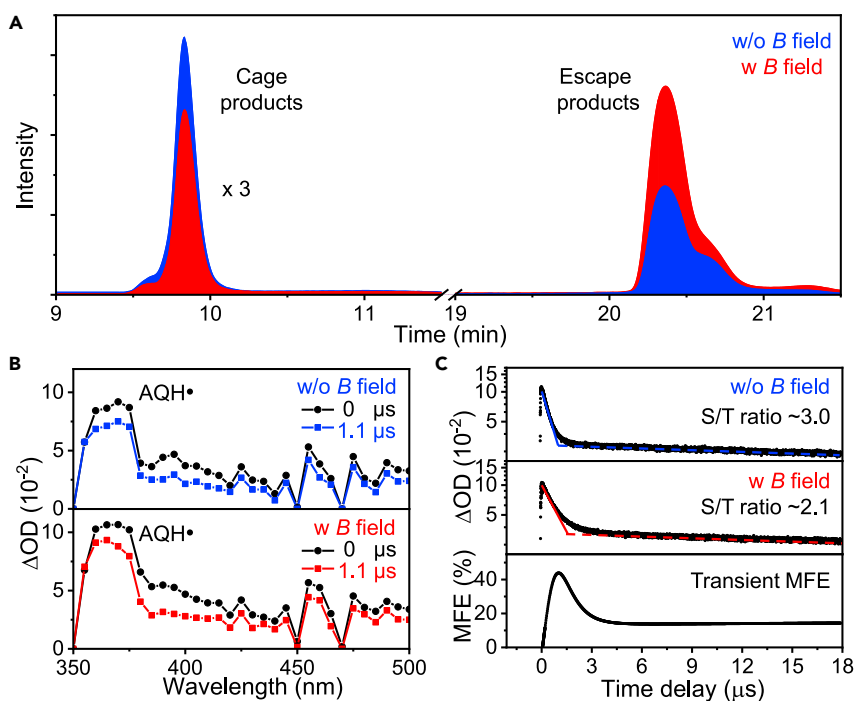 A
w/o B field
w B field
Cage
products
Escape
products
x 3
Intensity
9 10 11 19 20 21
Time (min)
B
AQH•
w/o B field
0 µs
1.1 µs
10
5
0
AQH•
w B field
0 µs
1.1 µs
10
5
0
ΔOD (10⁻²)
350 400 450 500
Wavelength (nm)
C
15
10
5
w/o B field
S/T ratio ~3.0
15
10
5
w B field
S/T ratio ~2.1
ΔOD (10⁻²)
40
20
0
MFE (%)
Transient MFE
0 3 6 9 12 15 18
Time delay (µs)